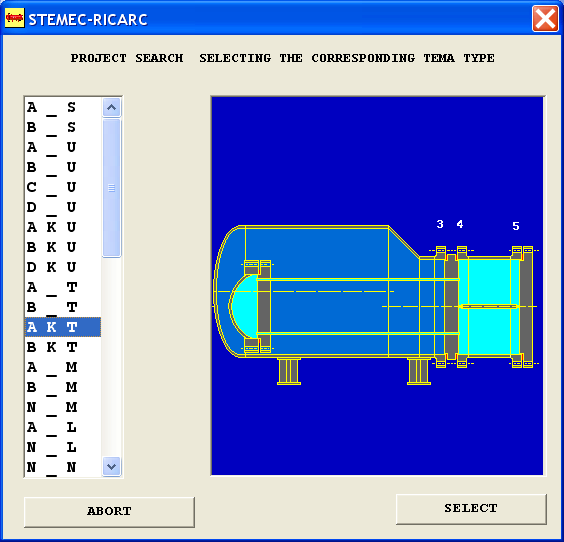 STEMEC-RICARC
PROJECT SEARCH  SELECTING THE CORRESPONDING TEMA TYPE
A _ S
B _ S
A _ U
B _ U
C _ U
D _ U
A K U
B K U
D K U
A _ T
B _ T
A K T
B K T
A _ M
B _ M
N _ M
A _ L
N _ L
N _ N
3 4 5
ABORT
SELECT